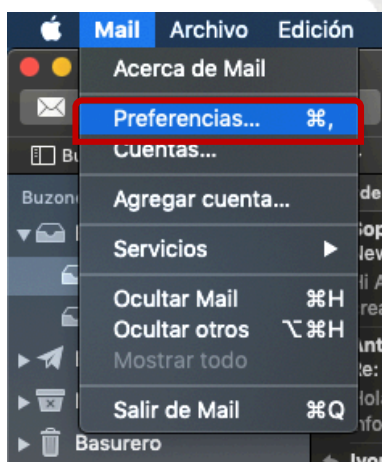 Mail Archivo Edición
Acerca de Mail
Preferencias... ⌘,
Cuentas...
Agregar cuenta...
Servicios
Ocultar Mail ⌘H
Ocultar otros ⌥⌘H
Mostrar todo
Salir de Mail ⌘Q
Basurero